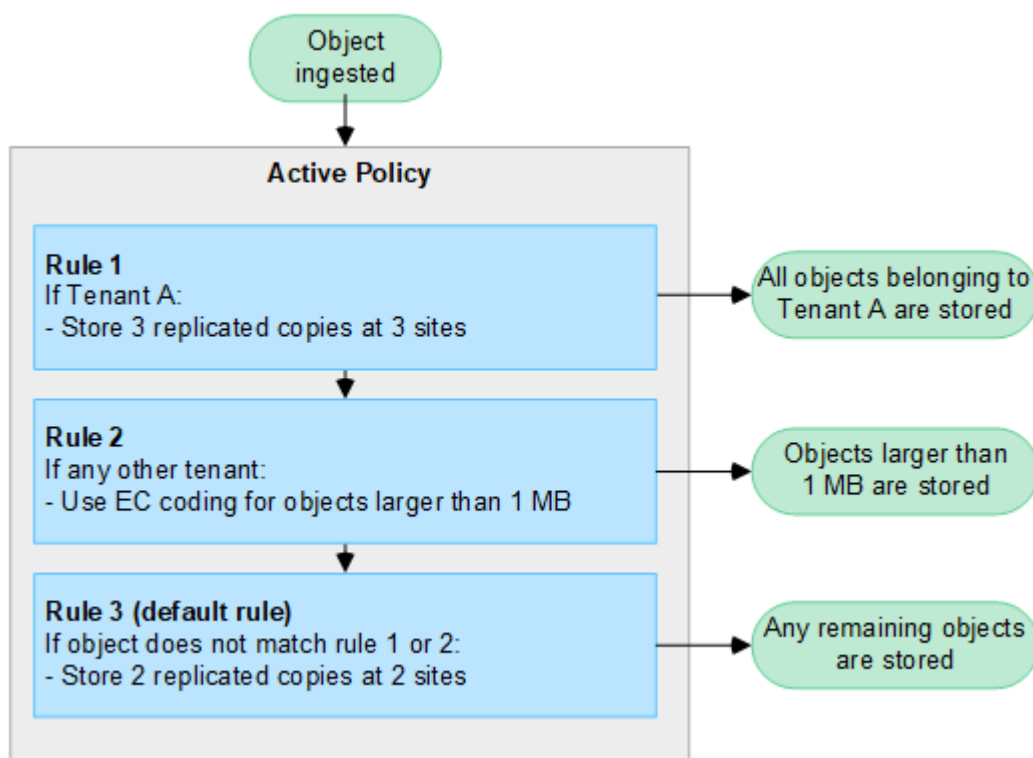 Object
ingested
Active Policy
Rule 1
If Tenant A:
- Store 3 replicated copies at 3 sites
All objects belonging to
Tenant A are stored
Rule 2
If any other tenant:
- Use EC coding for objects larger than 1 MB
Objects larger than
1 MB are stored
Rule 3 (default rule)
If object does not match rule 1 or 2:
- Store 2 replicated copies at 2 sites
Any remaining objects
are stored